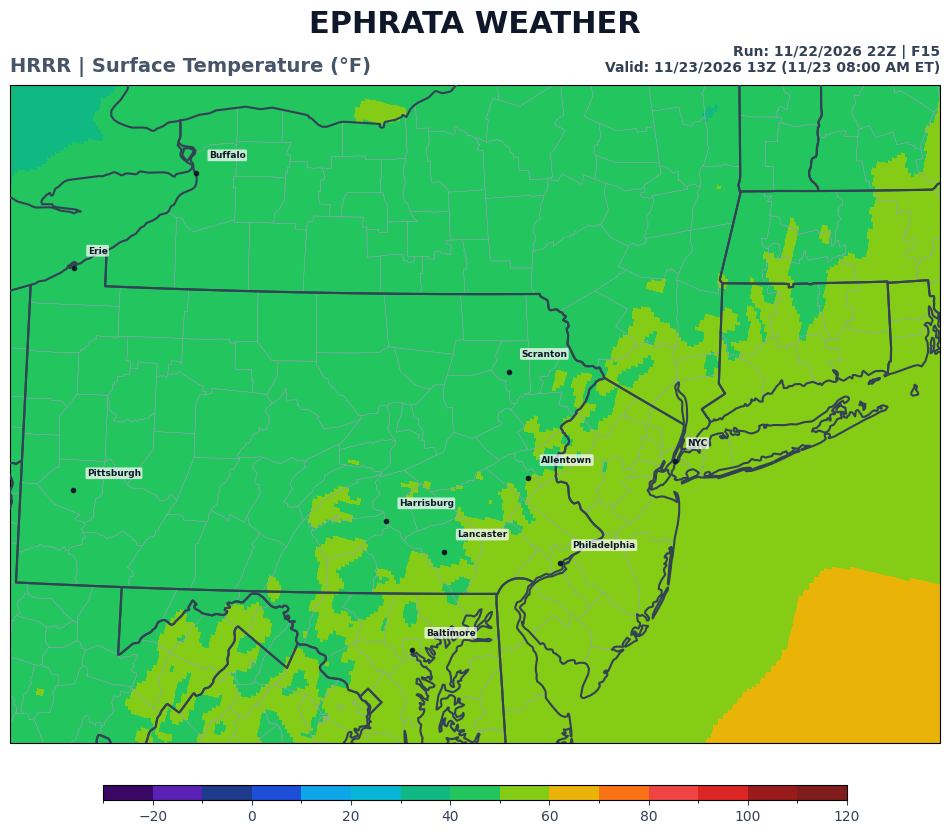 EPHRATA WEATHER
HRRR | Surface Temperature (°F)
Run: 11/22/2026 22Z | F15
Valid: 11/23/2026 13Z (11/23 08:00 AM ET)
Buffalo
Erie
Scranton
NYC
Allentown
Pittsburgh
Harrisburg
Lancaster
Philadelphia
Baltimore
−20 0 20 40 60 80 100 120